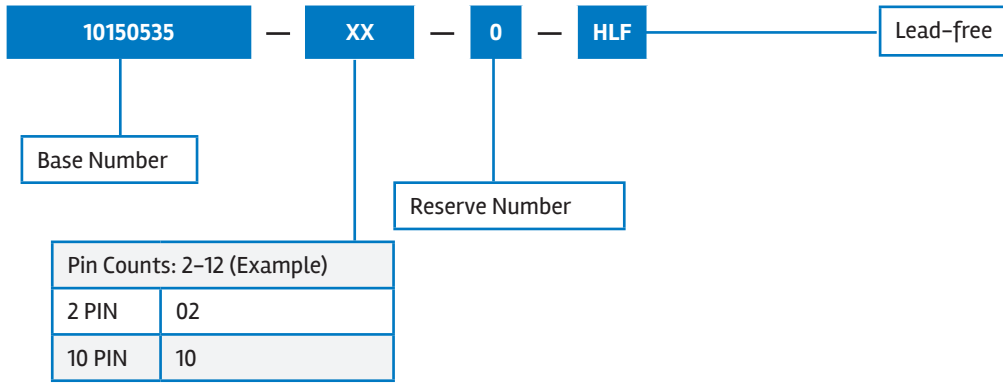 10150535 — XX — 0 — HLF
Lead-free
Base Number
Reserve Number
Pin Counts: 2-12 (Example)
2 PIN 02
10 PIN 10